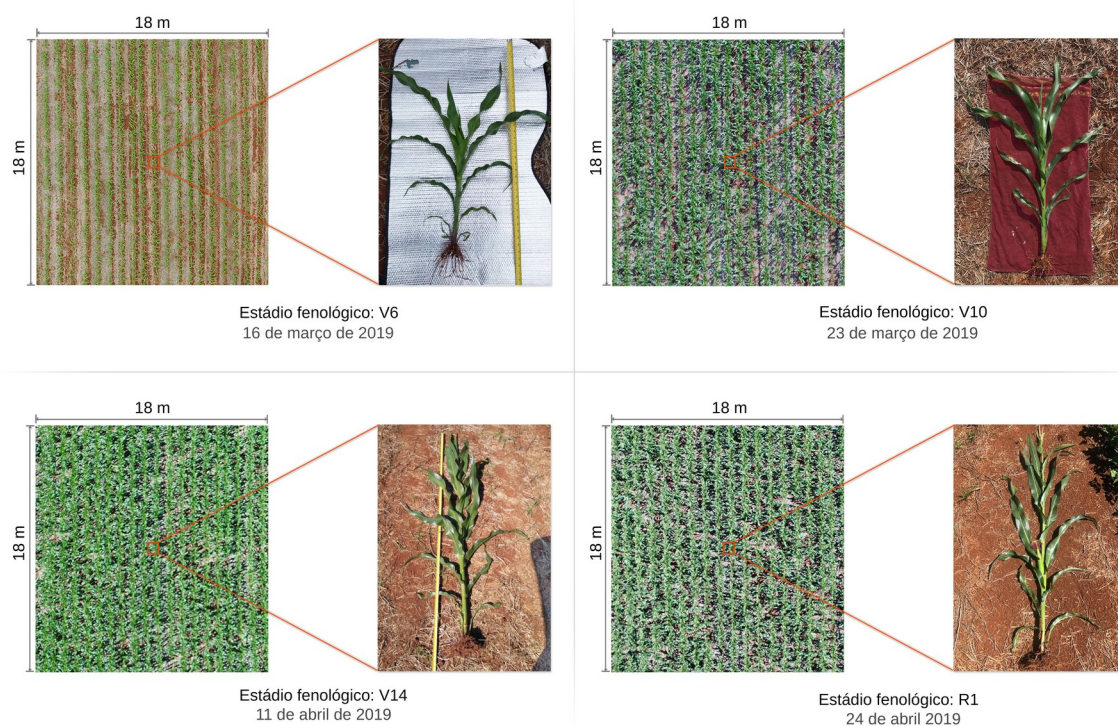 18 m
18 m
Estádio fenológico: V6
16 de março de 2019
18 m
18 m
Estádio fenológico: V10
23 de março de 2019
18 m
18 m
Estádio fenológico: V14
11 de abril de 2019
18 m
18 m
Estádio fenológico: R1
24 de abril 2019